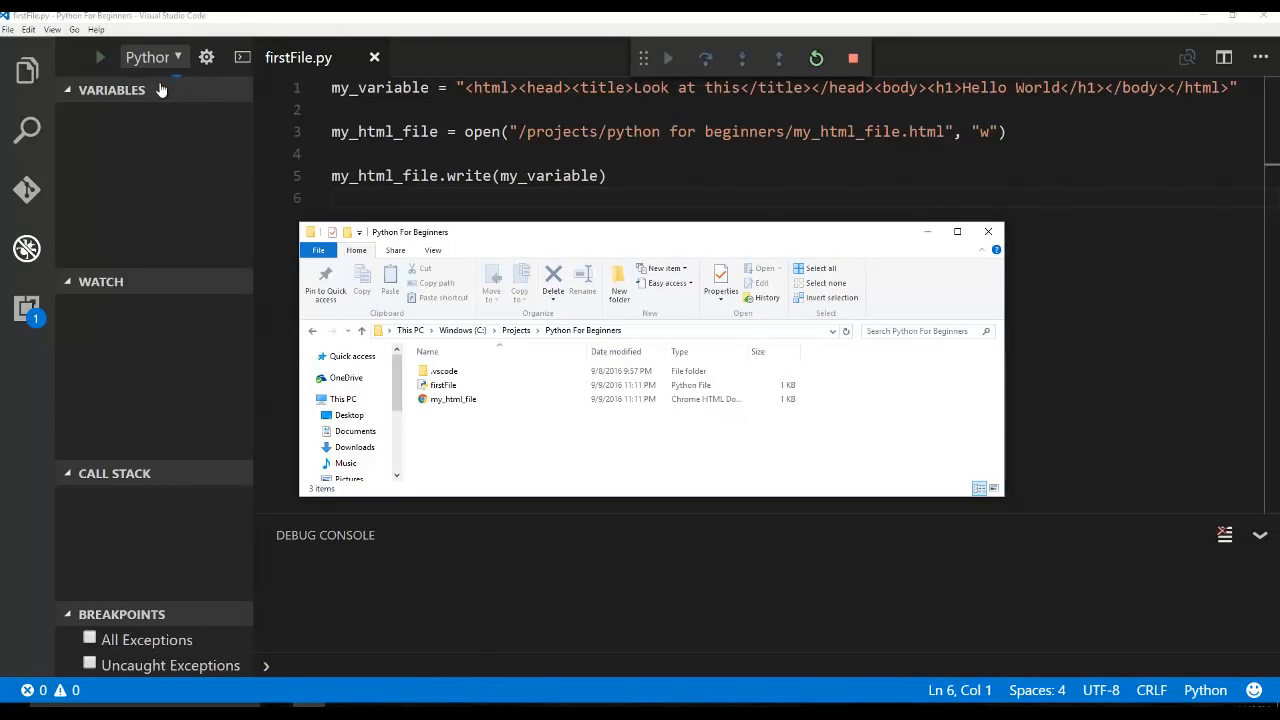 firstFile.py - Python For Beginners - Visual Studio Code
File Edit View Go Help
Python
firstFile.py
VARIABLES
1 my_variable = "<html><head><title>Look at this</title></head><body><h1>Hello World</h1></body></html>"
2
3 my_html_file = open("/projects/python for beginners/my_html_file.html", "w")
4
5 my_html_file.write(my_variable)
6
Python For Beginners
File Home Share View
Pin to Quick access
Copy
Paste
Cut
Copy path
Paste shortcut
Move to
Copy to
Delete
Rename
New folder
New item
Easy access
Properties
Open
Edit
History
Select all
Select none
Invert selection
Clipboard Organize New Open Select
This PC Windows (C:) Projects Python For Beginners
Search Python For Beginners
Name Date modified Type Size
Quick access
OneDrive
This PC
Desktop
Documents
Downloads
Music
Pictures
.vscode 9/8/2016 9:57 PM File folder
firstFile 9/9/2016 11:11 PM Python File 1 KB
my_html_file 9/9/2016 11:11 PM Chrome HTML Do... 1 KB
3 items
WATCH
CALL STACK
BREAKPOINTS
All Exceptions
Uncaught Exceptions
1
DEBUG CONSOLE
0 0
Ln 6, Col 1 Spaces: 4 UTF-8 CRLF Python